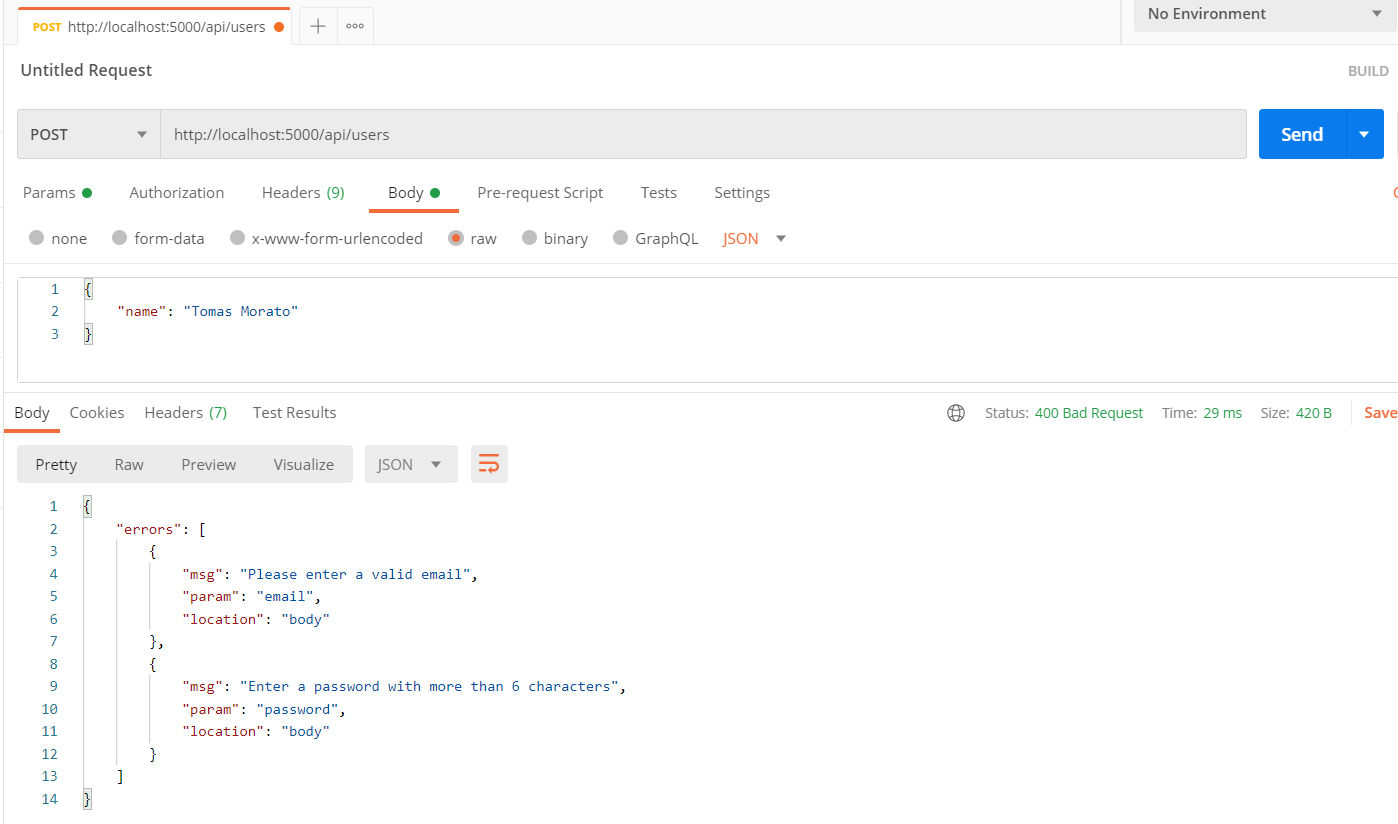 POST http://localhost:5000/api/users
No Environment
Untitled Request
BUILD
POST http://localhost:5000/api/users Send
Params Authorization Headers (9) Body Pre-request Script Tests Settings
none form-data x-www-form-urlencoded raw binary GraphQL JSON
1 {
2 "name": "Tomas Morato"
3 }
Body Cookies Headers (7) Test Results Status: 400 Bad Request Time: 29 ms Size: 420 B Save
Pretty Raw Preview Visualize JSON
1 {
2 "errors": [
3 {
4 "msg": "Please enter a valid email",
5 "param": "email",
6 "location": "body"
7 },
8 {
9 "msg": "Enter a password with more than 6 characters",
10 "param": "password",
11 "location": "body"
12 }
13 ]
14 }